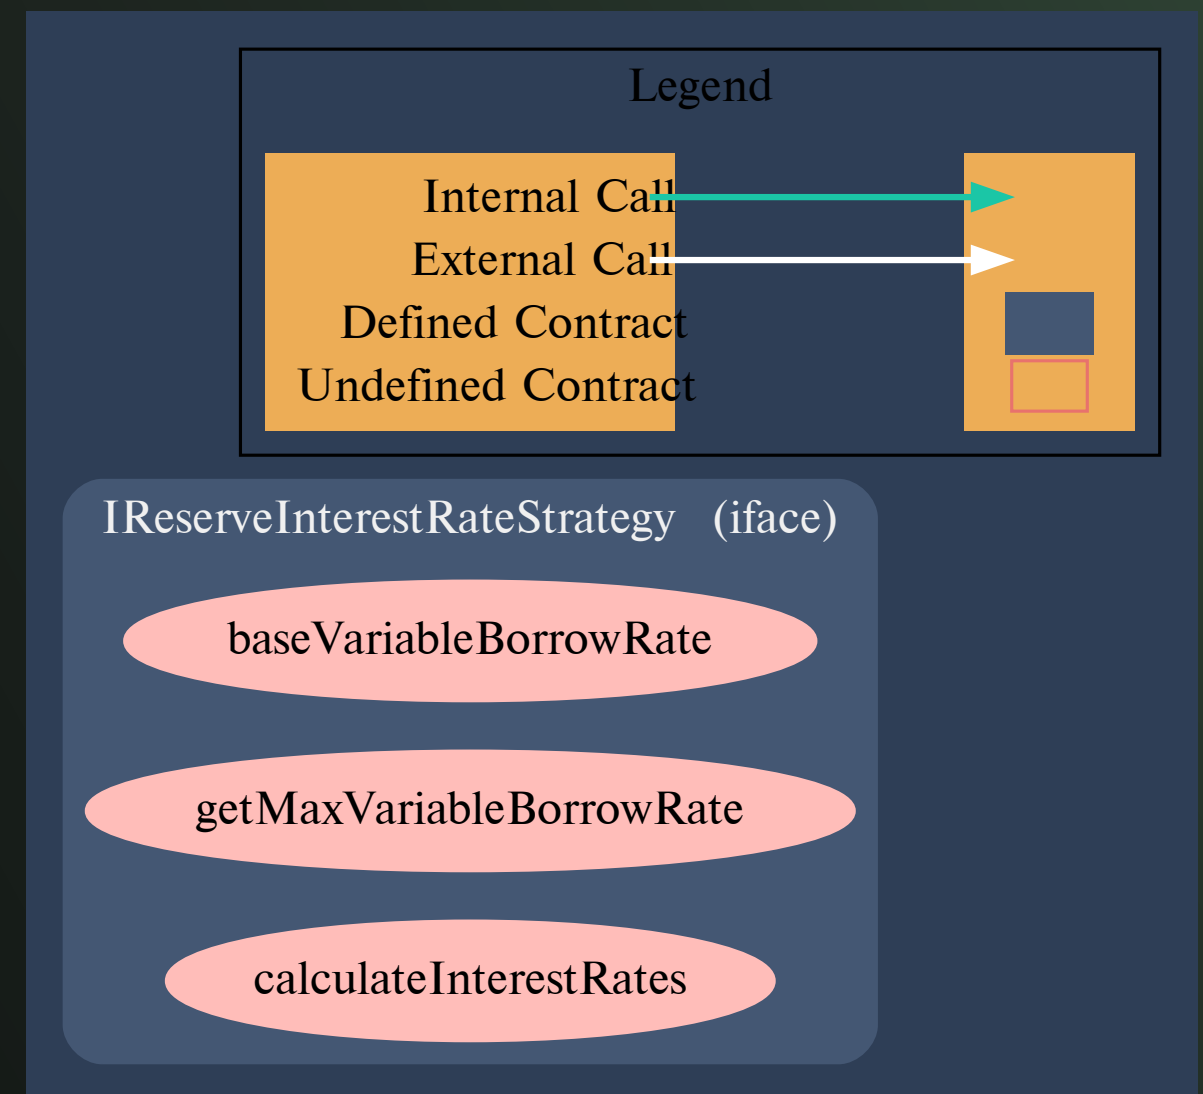 Legend
Internal Call
External Call
Defined Contract
Undefined Contract
IReserveInterestRateStrategy (iface)
baseVariableBorrowRate
getMaxVariableBorrowRate
calculateInterestRates